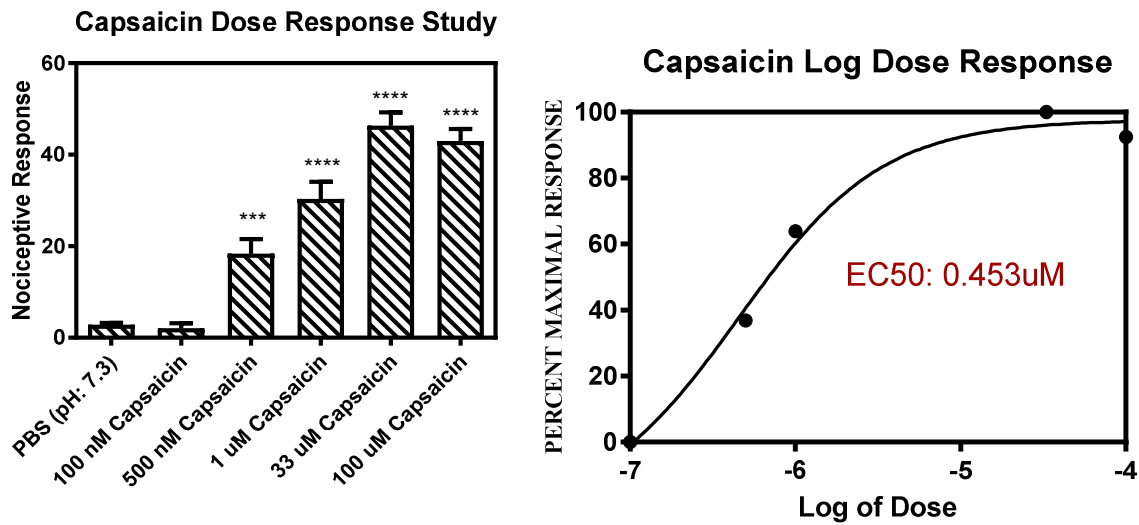 Capsaicin Dose Response Study
Nociceptive Response
60
40
20
0
***
****
****
****
PBS (pH: 7.3)
100 nM Capsaicin
500 nM Capsaicin
1 uM Capsaicin
33 uM Capsaicin
100 uM Capsaicin
Capsaicin Log Dose Response
PERCENT MAXIMAL RESPONSE
100
80
60
40
20
0
EC50: 0.453uM
-7
-6
-5
-4
Log of Dose